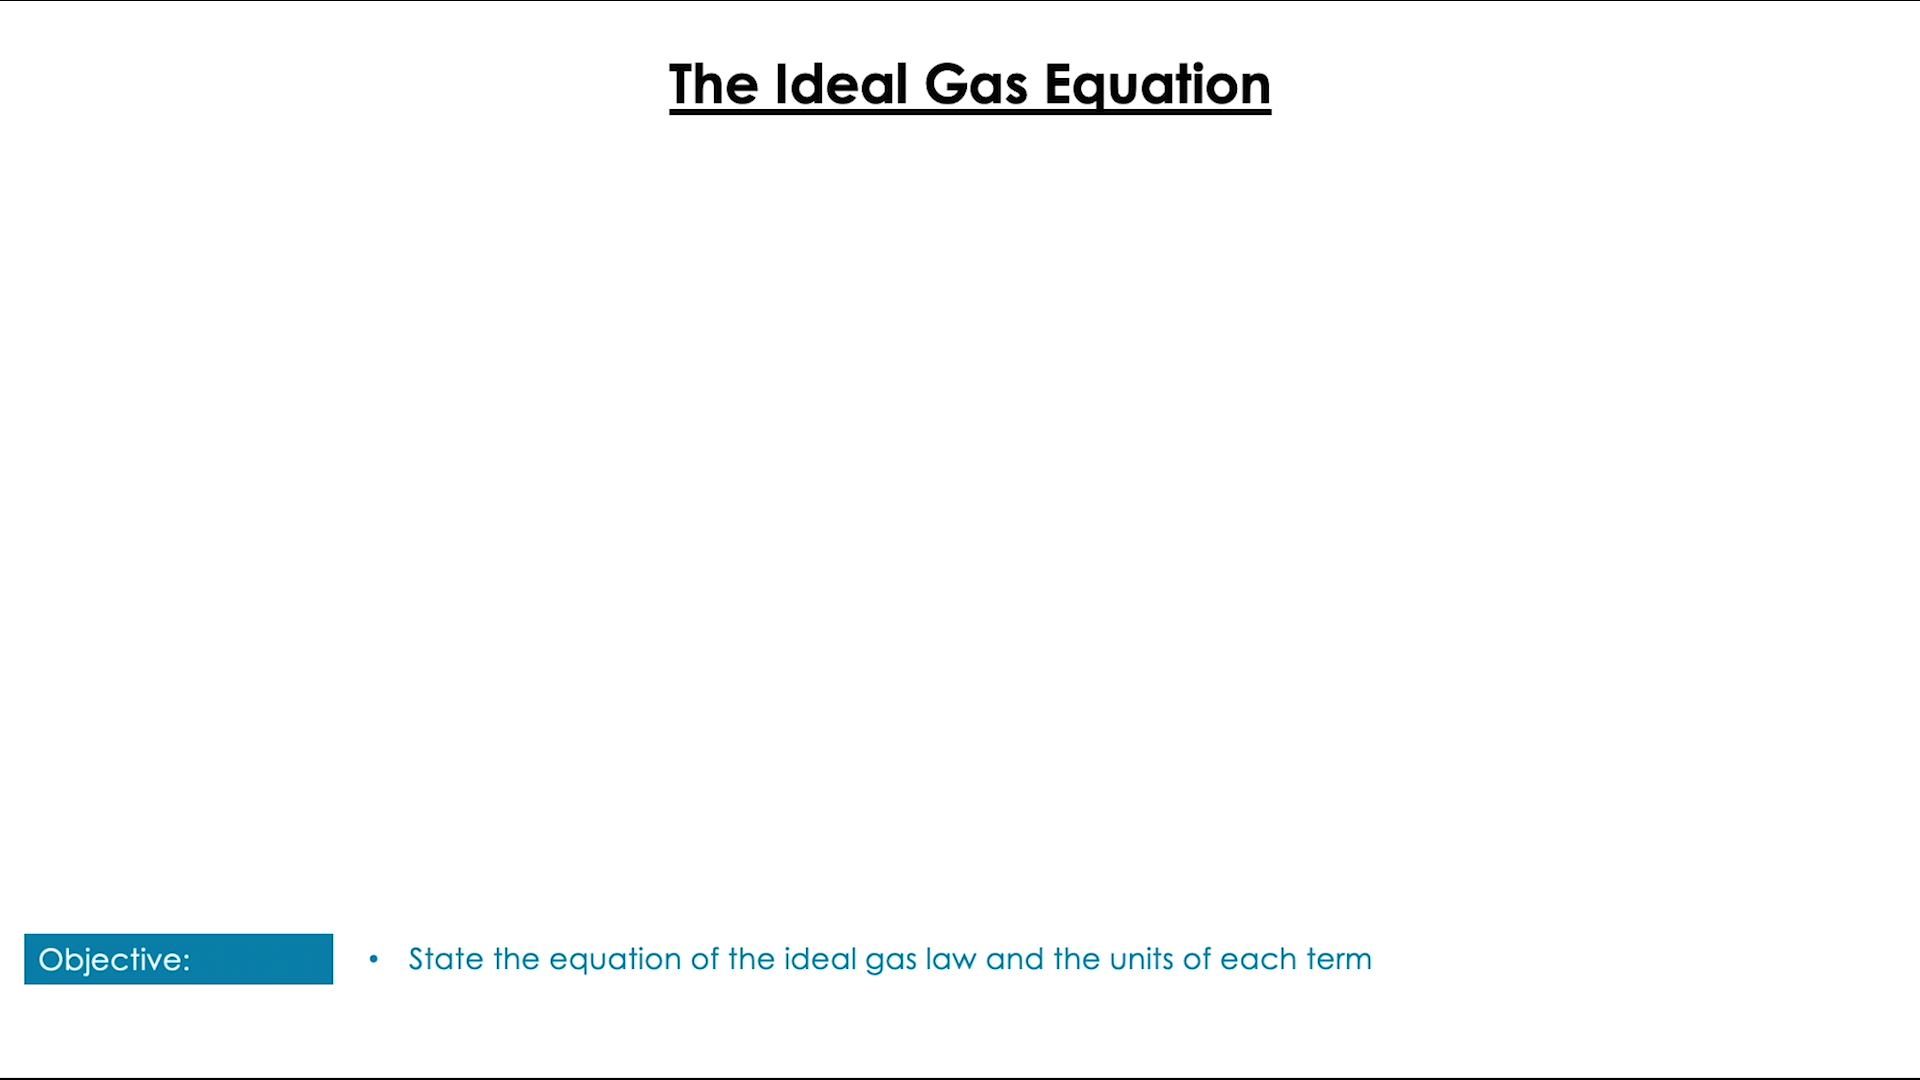 The Ideal Gas Equation
Objective:
• State the equation of the ideal gas law and the units of each term